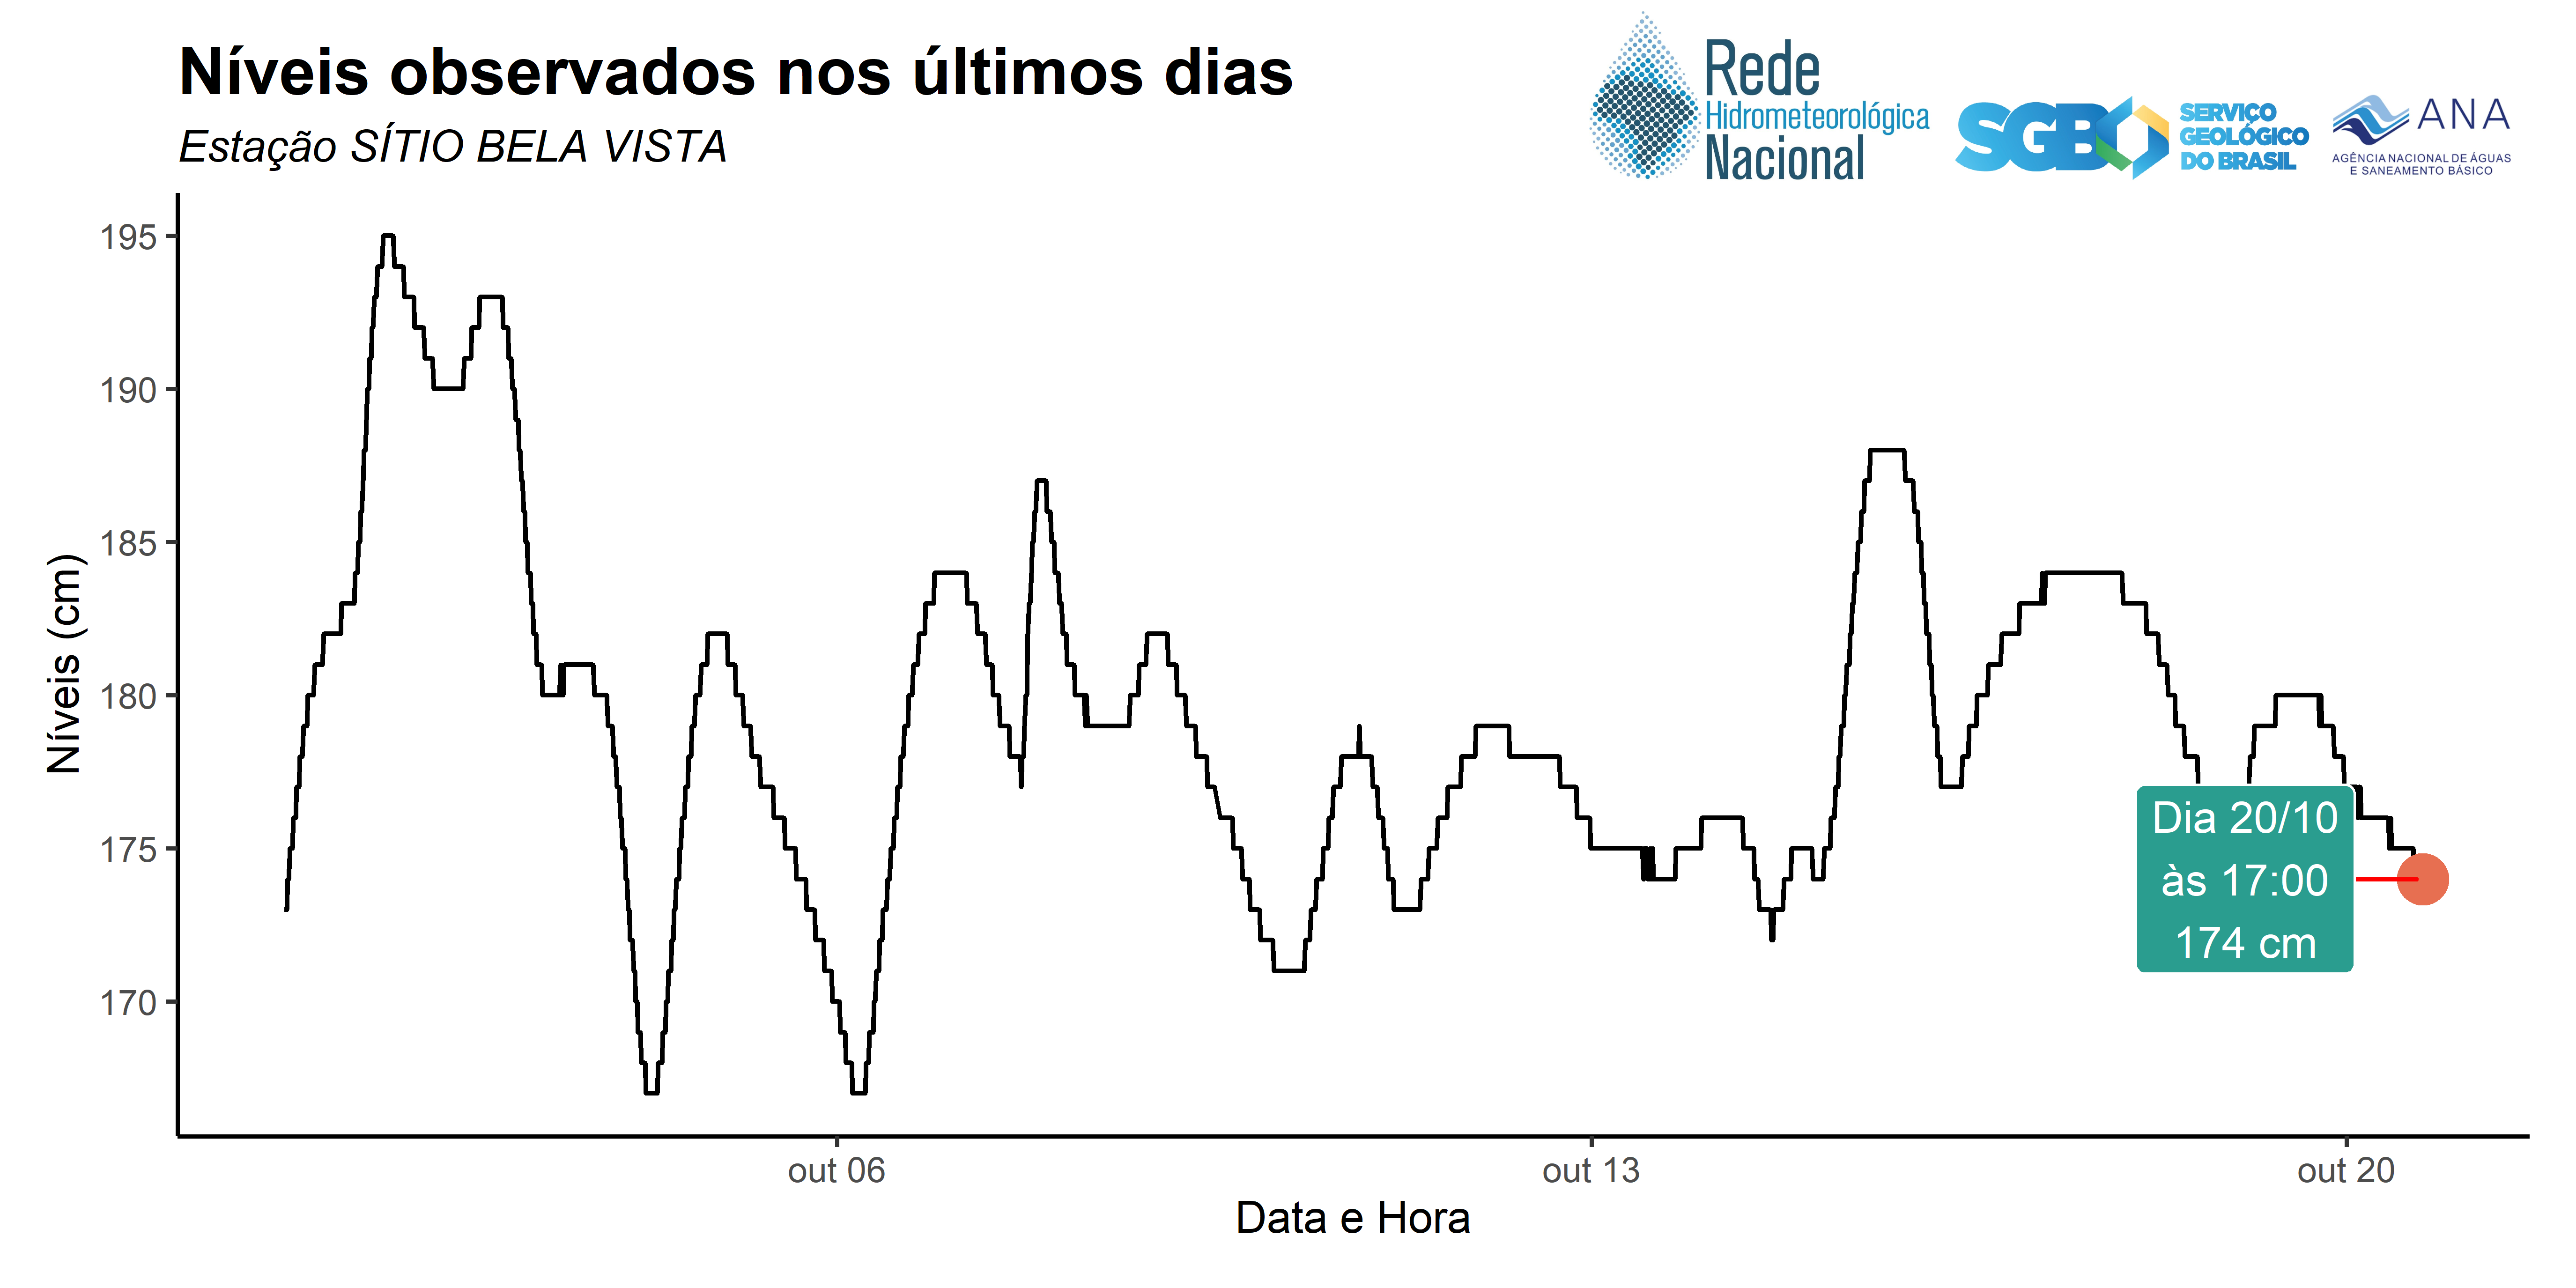 Níveis observados nos últimos dias
Estação SÍTIO BELA VISTA
Rede
Hidrometeorológica
Nacional
SGB
SERVIÇO
GEOLÓGICO
DO BRASIL
ANA
AGÊNCIA NACIONAL DE ÁGUAS
E SANEAMENTO BÁSICO
Níveis (cm)
195
190
185
180
175
170
Dia 20/10
às 17:00
174 cm
out 06
out 13
out 20
Data e Hora